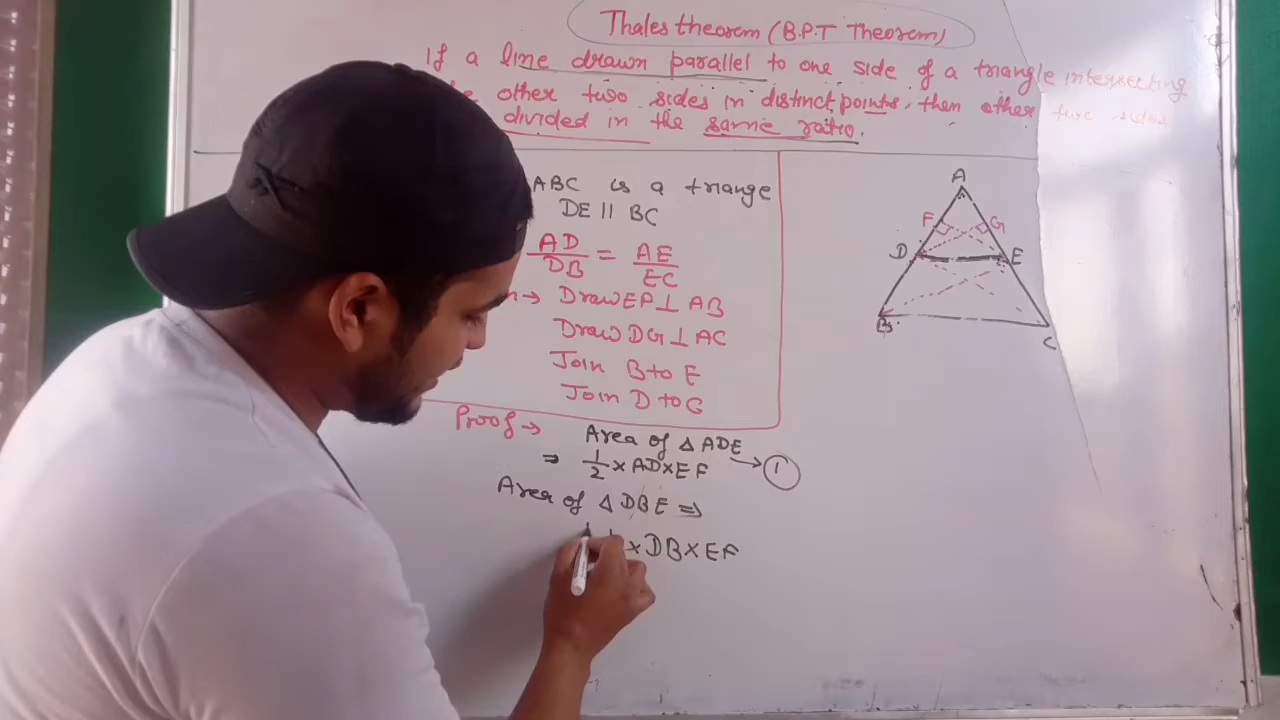 Thales theorem (B.P.T Theorem)
If a line drawn parallel to one side of a triangle intersecting
other two sides in distinct points, then other two sides
divided in the same ratio.
ABC is a triange
DE || BC
AD/DB = AE/EC
→ Draw EF ⊥ AB
Draw DG ⊥ AC
Join B to E
Join D to G
Proof → Area of △ ADE
⇒ 1/2 × AD × EF → 1
Area of △ DBE ⇒
× DB × EF
A
F G
D E
B C